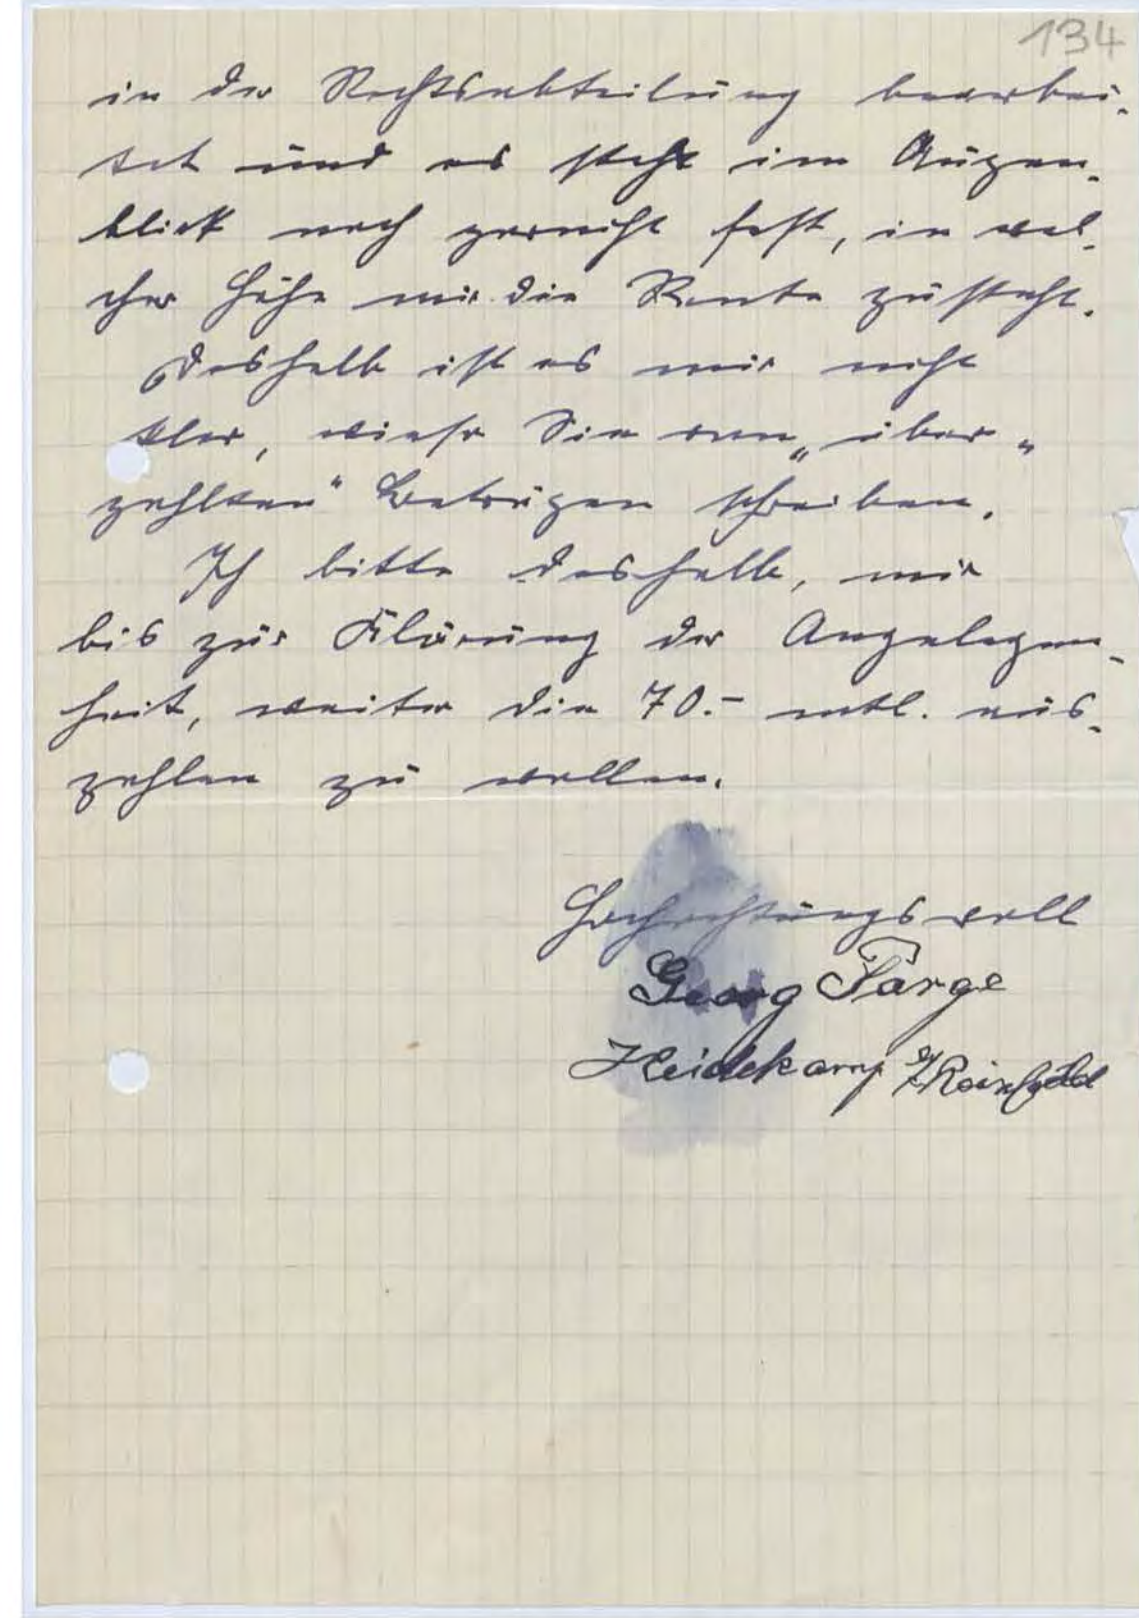 134
in der Rechtsabteilung bearbei-
tet und es steht im Augen-
blick noch garnicht fest, in wel-
cher Höhe mir die Rente zusteht.
Deshalb ist es mir nicht
klar, wieso Sie von „über-
zahlten" Beträgen schreiben.
Ich bitte deshalb, mir
bis zur Klärung der Angelegen-
heit, weiter die 70.- mtl. aus-
zahlen zu wollen.
Hochachtungsvoll
Georg Farge
Heidekamp b/Reinfeld